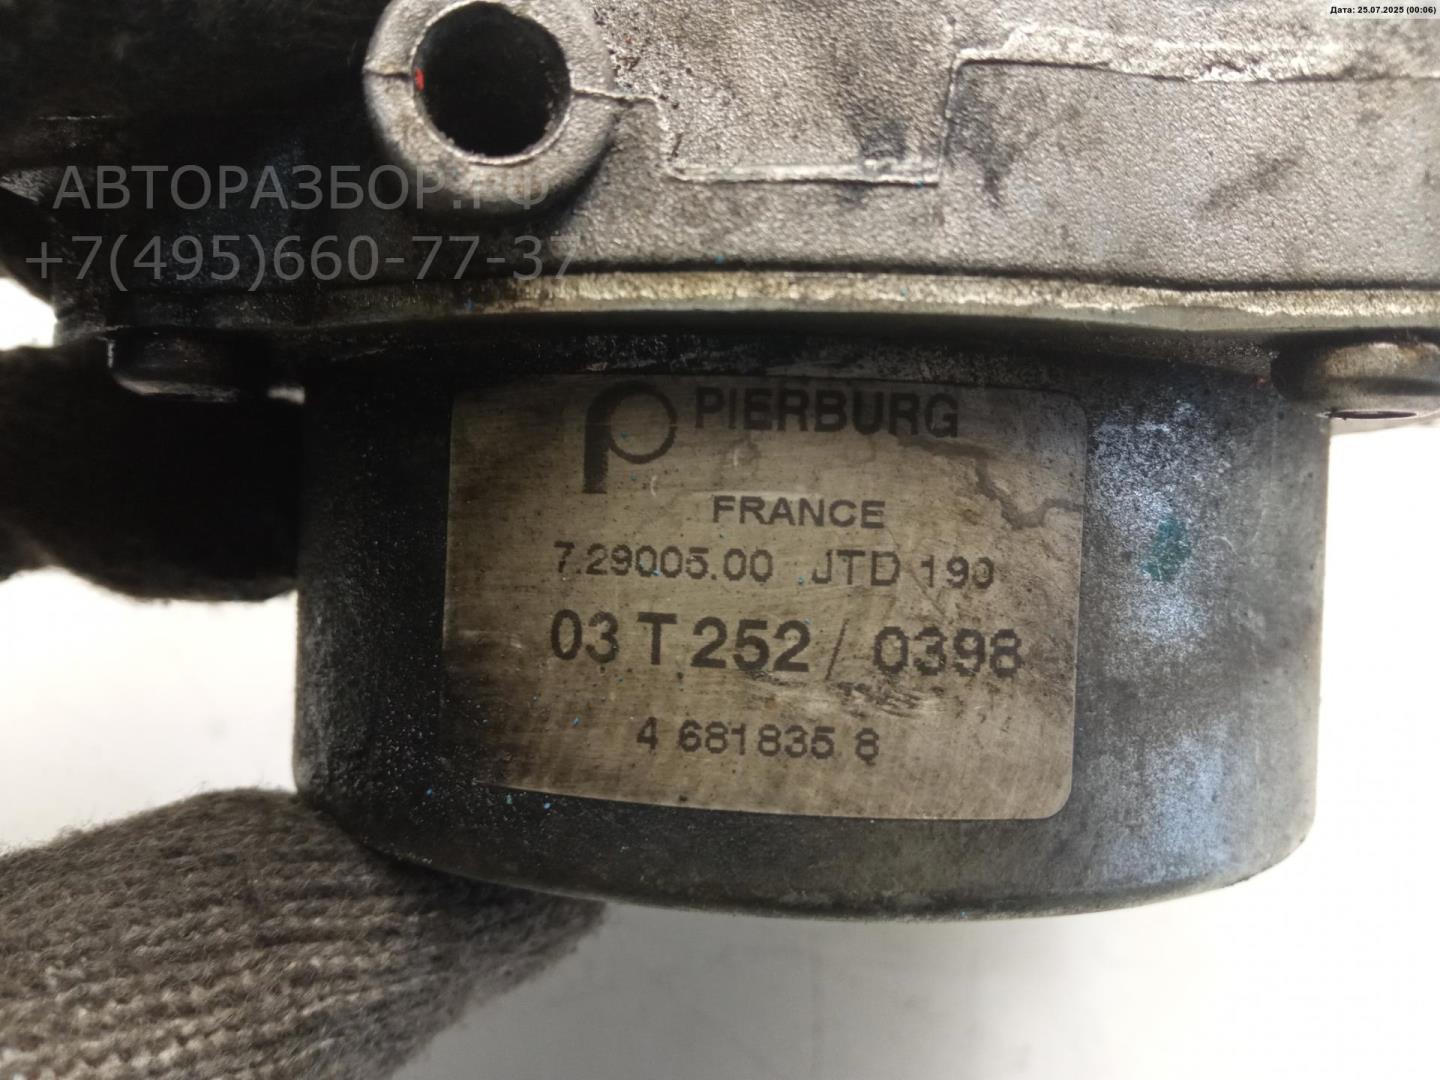 Дата: 25.07.2025 (00:06)
АВТОРАЗБОР.РФ
+7(495)660-77-37
PIERBURG
FRANCE
7.29005.00 JTD 190
03 T 252 / 0398
4 681835 8